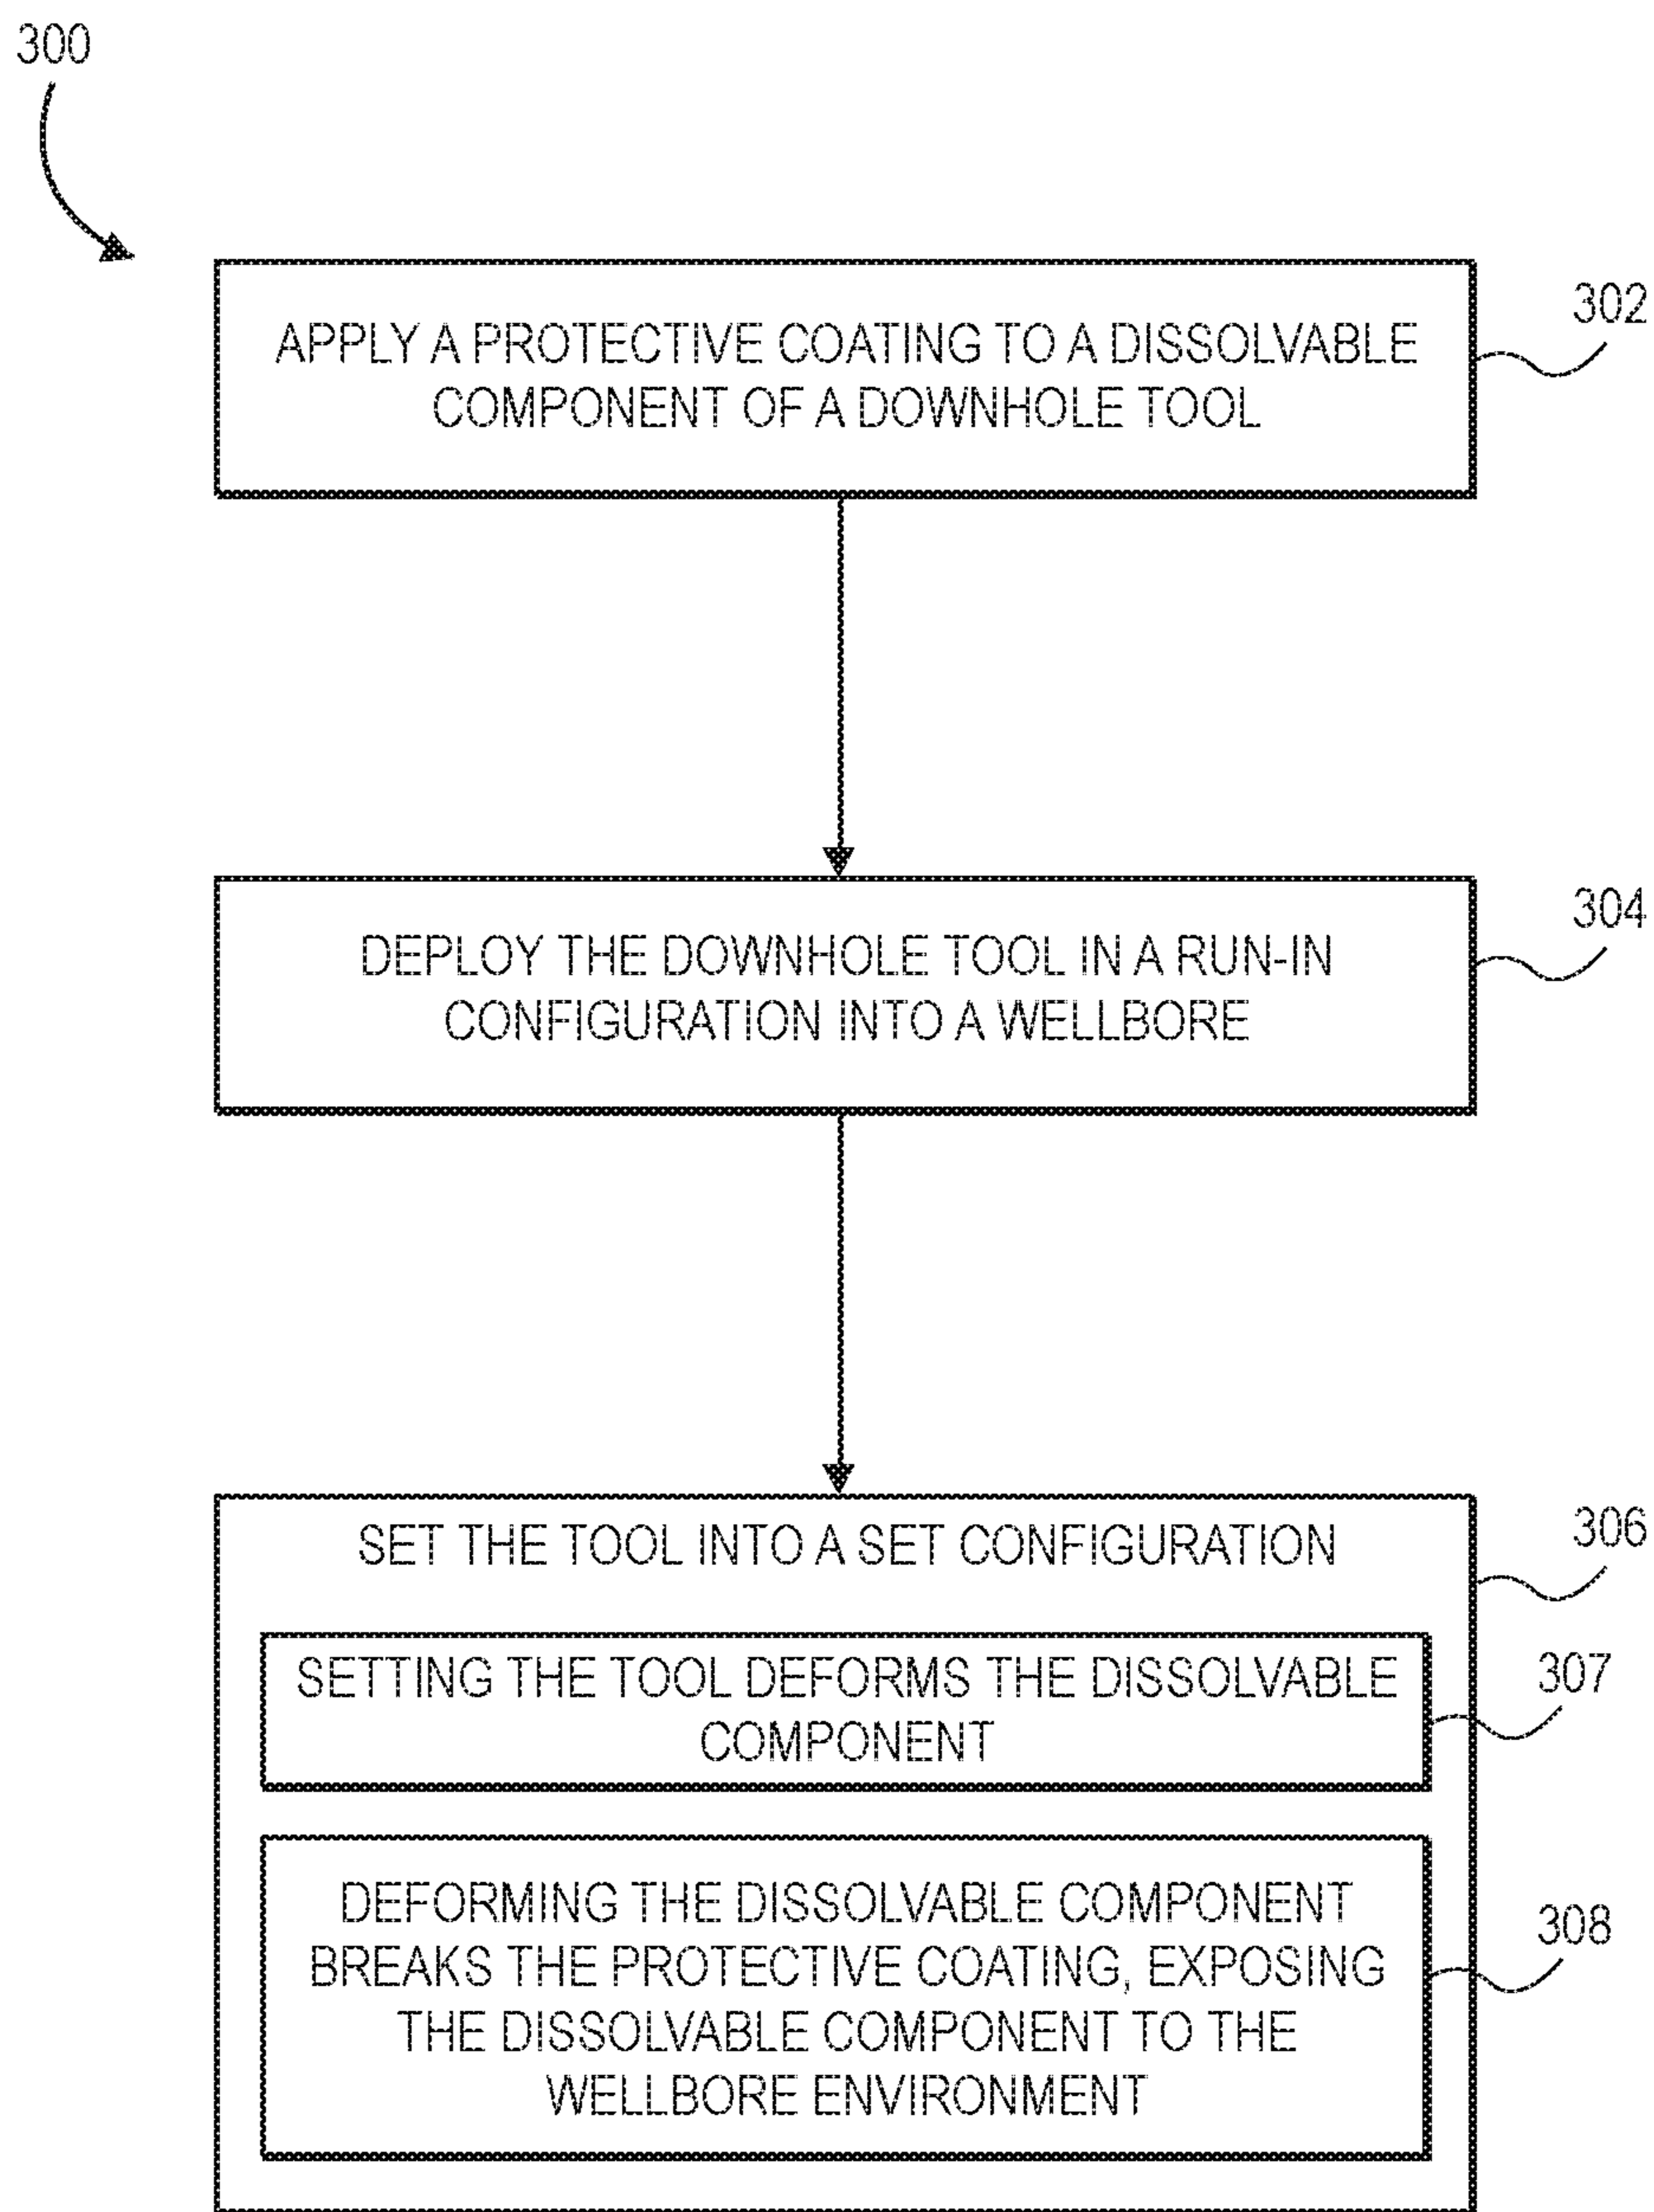 300
APPLY A PROTECTIVE COATING TO A DISSOLVABLE
COMPONENT OF A DOWNHOLE TOOL
302
DEPLOY THE DOWNHOLE TOOL IN A RUN-IN
CONFIGURATION INTO A WELLBORE
304
SET THE TOOL INTO A SET CONFIGURATION
306
SETTING THE TOOL DEFORMS THE DISSOLVABLE
COMPONENT
307
DEFORMING THE DISSOLVABLE COMPONENT
BREAKS THE PROTECTIVE COATING, EXPOSING
THE DISSOLVABLE COMPONENT TO THE
WELLBORE ENVIRONMENT
308